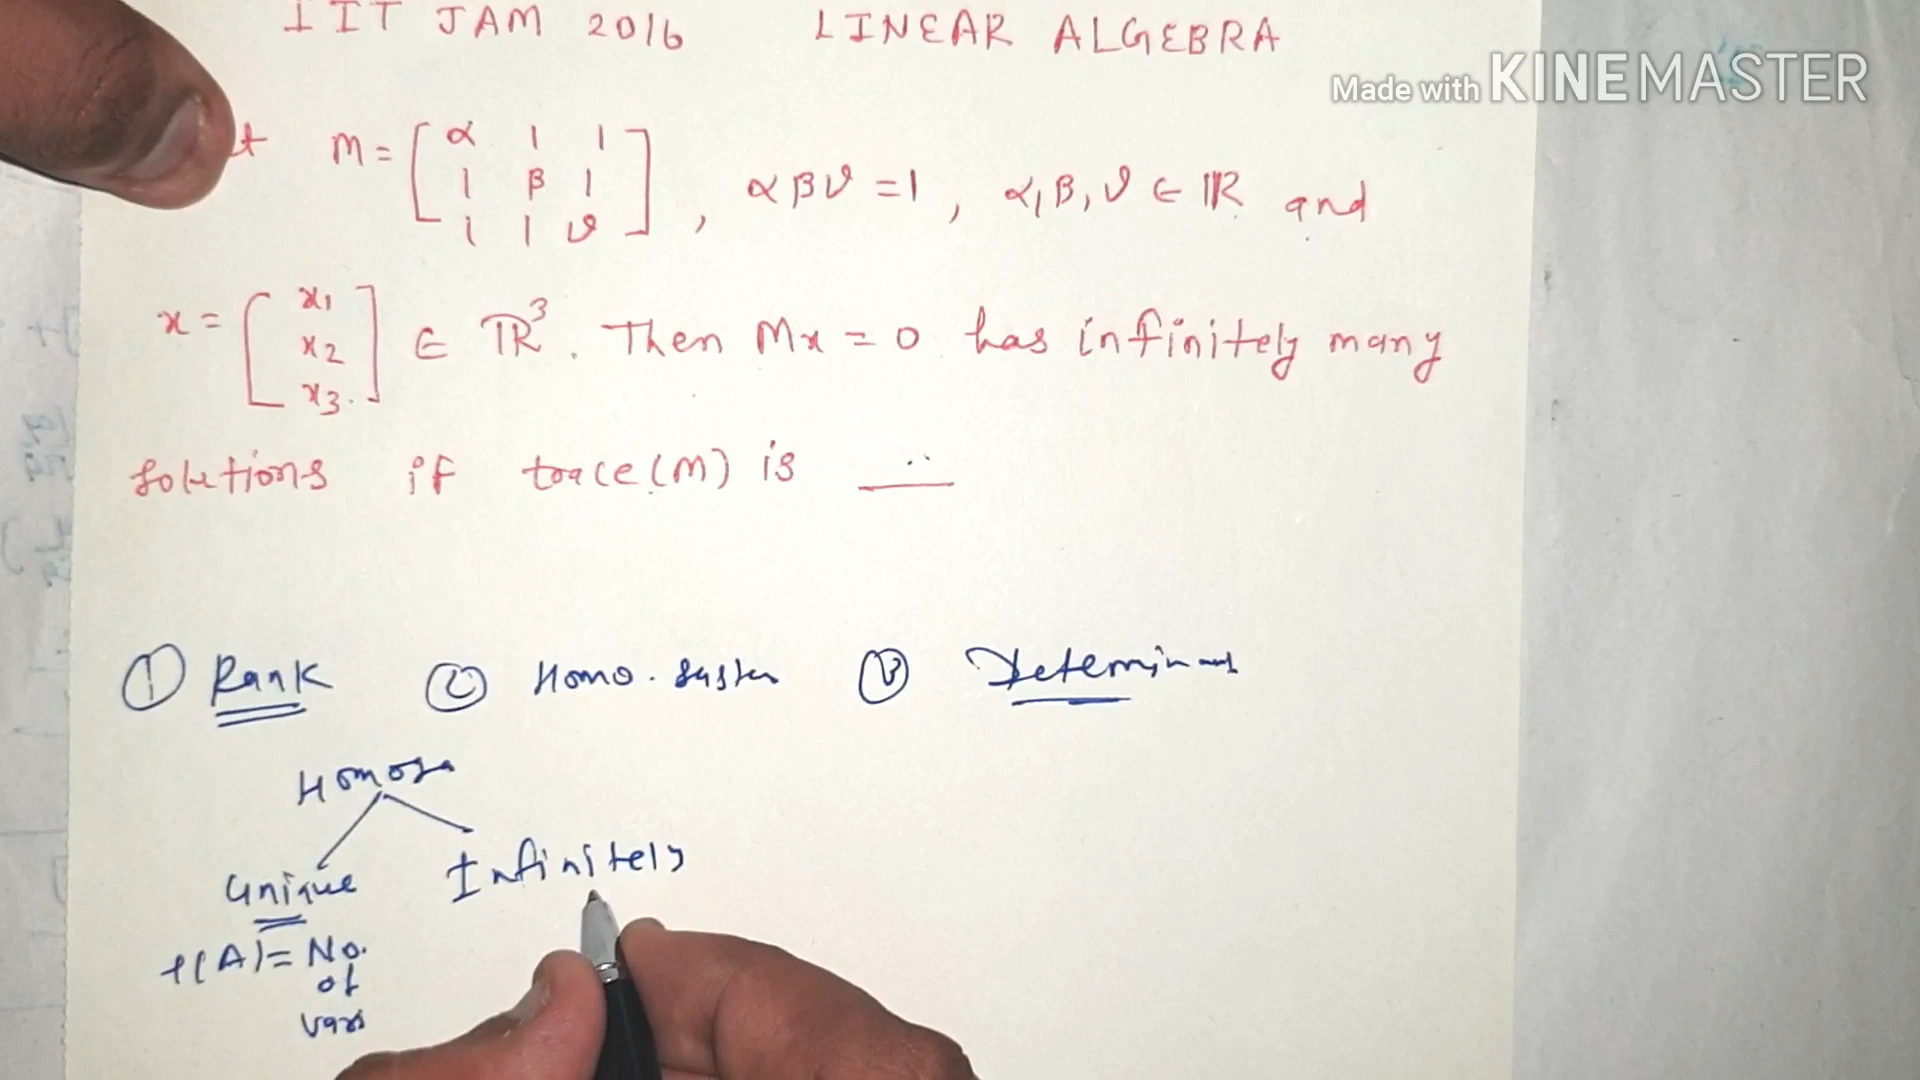 IIT JAM 2016 LINEAR ALGEBRA
Made with KINEMASTER
t M = [ α 1 1
1 β 1
1 1 ϑ ] , αβϑ = 1 , α, β, ϑ ∈ ℝ and
x = [ x1
x2
x3 ] ∈ ℝ³. Then Mx = 0 has infinitely many
solutions if trace(M) is ___
① Rank ② Homo. System ③ Determinant
Homog
Unique Infinitely
r(A) = No.
of
vars